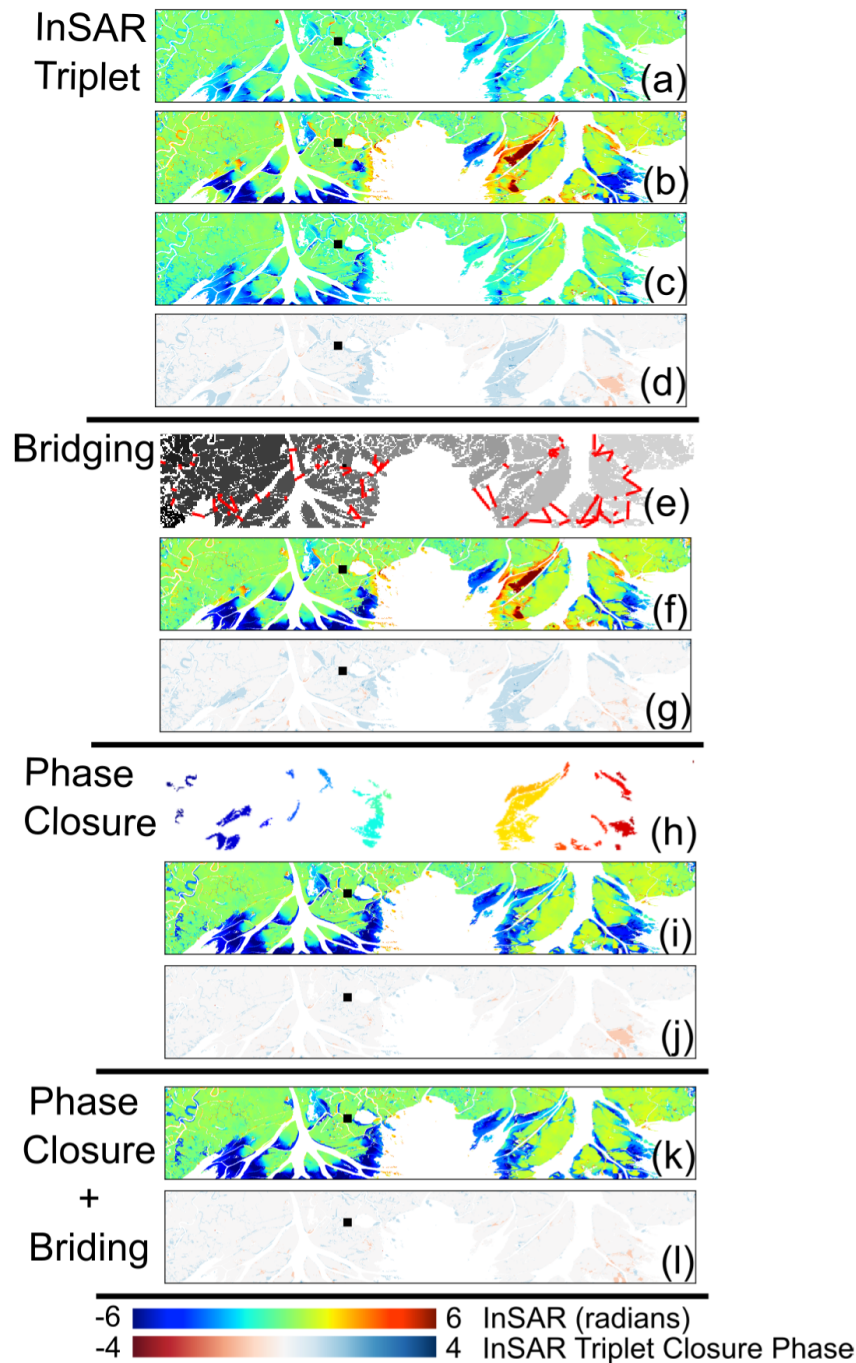 InSAR
Triplet
(a)
(b)
(c)
(d)
Bridging
(e)
(f)
(g)
Phase
Closure
(h)
(i)
(j)
Phase
Closure
+
Briding
(k)
(l)
-6 6 InSAR (radians)
-4 4 InSAR Triplet Closure Phase